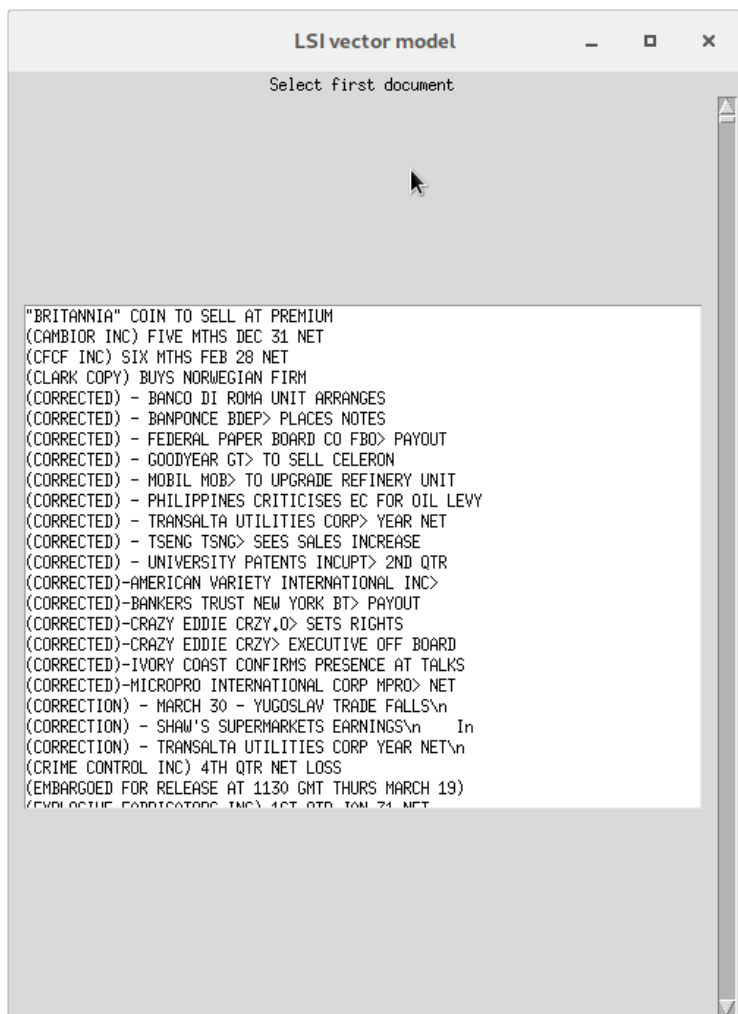 LSI vector model
Select first document
"BRITANNIA" COIN TO SELL AT PREMIUM
(CAMBIOR INC) FIVE MTHS DEC 31 NET
(CFCF INC) SIX MTHS FEB 28 NET
(CLARK COPY) BUYS NORWEGIAN FIRM
(CORRECTED) - BANCO DI ROMA UNIT ARRANGES
(CORRECTED) - BANPONCE BDEP> PLACES NOTES
(CORRECTED) - FEDERAL PAPER BOARD CO FBO> PAYOUT
(CORRECTED) - GOODYEAR GT> TO SELL CELERON
(CORRECTED) - MOBIL MOB> TO UPGRADE REFINERY UNIT
(CORRECTED) - PHILIPPINES CRITICISES EC FOR OIL LEVY
(CORRECTED) - TRANSALTA UTILITIES CORP> YEAR NET
(CORRECTED) - TSENG TSNG> SEES SALES INCREASE
(CORRECTED) - UNIVERSITY PATENTS INCUPT> 2ND QTR
(CORRECTED)-AMERICAN VARIETY INTERNATIONAL INC>
(CORRECTED)-BANKERS TRUST NEW YORK BT> PAYOUT
(CORRECTED)-CRAZY EDDIE CRZY.O> SETS RIGHTS
(CORRECTED)-CRAZY EDDIE CRZY> EXECUTIVE OFF BOARD
(CORRECTED)-IVORY COAST CONFIRMS PRESENCE AT TALKS
(CORRECTED)-MICROPRO INTERNATIONAL CORP MPRO> NET
(CORRECTION) - MARCH 30 - YUGOSLAV TRADE FALLS\n
(CORRECTION) - SHAW'S SUPERMARKETS EARNINGS\n    In
(CORRECTION) - TRANSALTA UTILITIES CORP YEAR NET\n
(CRIME CONTROL INC) 4TH QTR NET LOSS
(EMBARGOED FOR RELEASE AT 1130 GMT THURS MARCH 19)
(EXPLOSIVE FABRICATORS INC) 1ST QTR JAN 31 NET